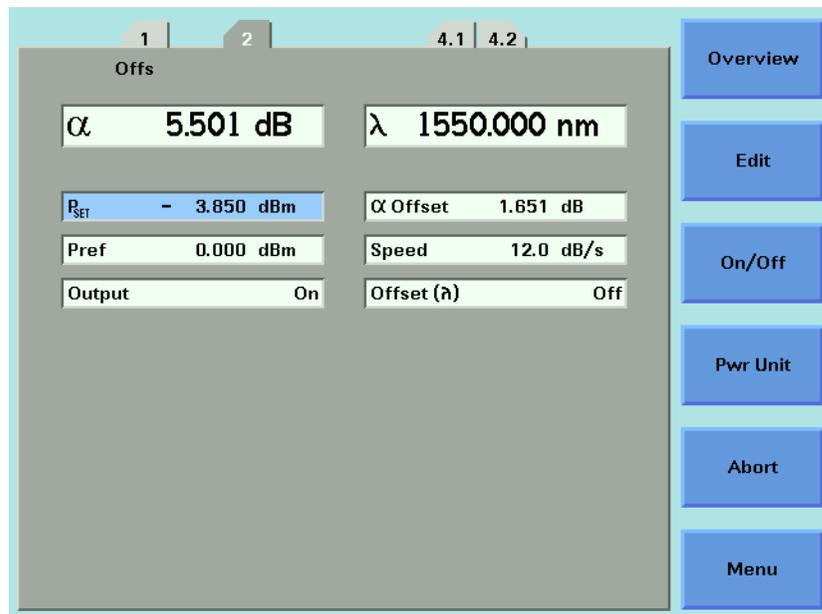 1 2 4.1 4.2
Offs
α 5.501 dB
λ 1550.000 nm
PSET - 3.850 dBm
α Offset 1.651 dB
Pref 0.000 dBm
Speed 12.0 dB/s
Output On
Offset (λ) Off
Overview
Edit
On/Off
Pwr Unit
Abort
Menu